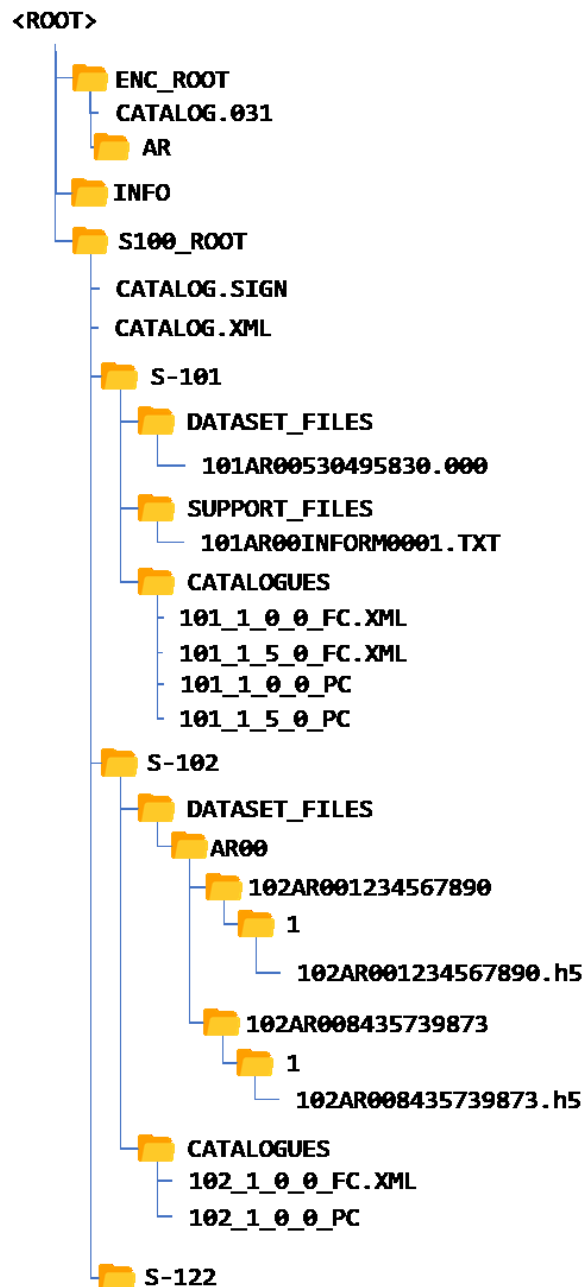 <ROOT>
ENC_ROOT
CATALOG.031
AR
INFO
S100_ROOT
CATALOG.SIGN
CATALOG.XML
S-101
DATASET_FILES
101AR00530495830.000
SUPPORT_FILES
101AR00INFORM0001.TXT
CATALOGUES
101_1_0_0_FC.XML
101_1_5_0_FC.XML
101_1_0_0_PC
101_1_5_0_PC
S-102
DATASET_FILES
AR00
102AR001234567890
1
102AR001234567890.h5
102AR008435739873
1
102AR008435739873.h5
CATALOGUES
102_1_0_0_FC.XML
102_1_0_0_PC
S-122